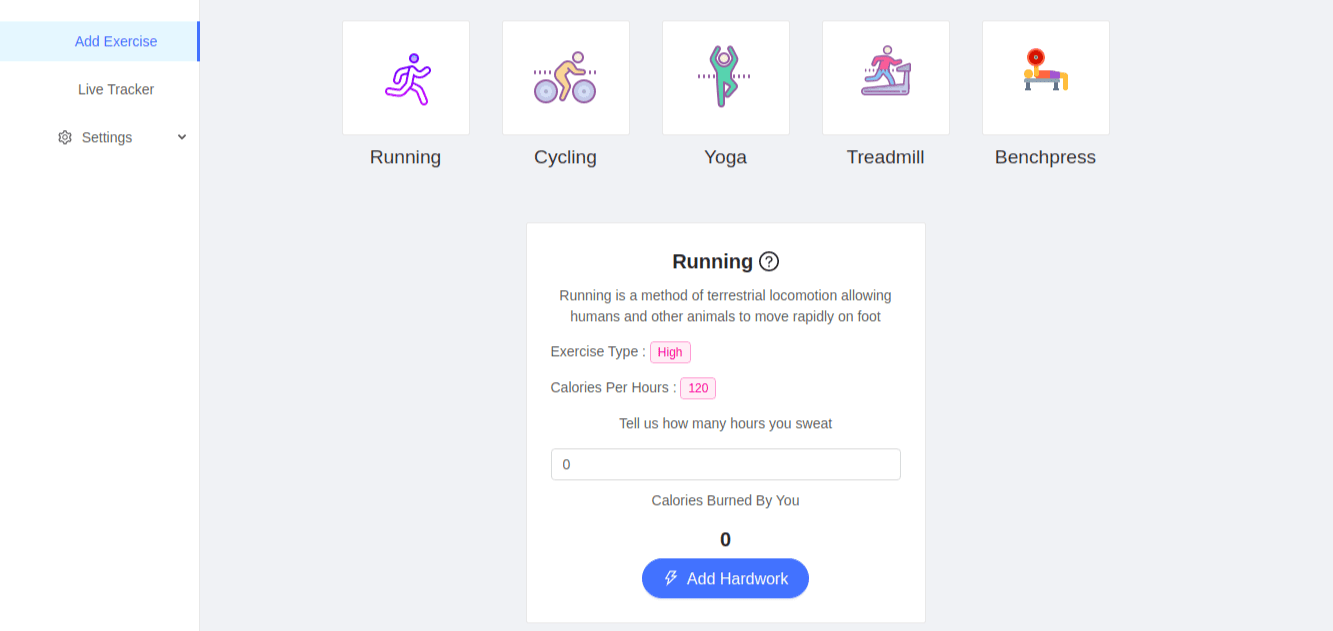 Add Exercise
Live Tracker
Settings
Running
Cycling
Yoga
Treadmill
Benchpress
Running
Running is a method of terrestrial locomotion allowing
humans and other animals to move rapidly on foot
Exercise Type : High
Calories Per Hours : 120
Tell us how many hours you sweat
0
Calories Burned By You
0
Add Hardwork